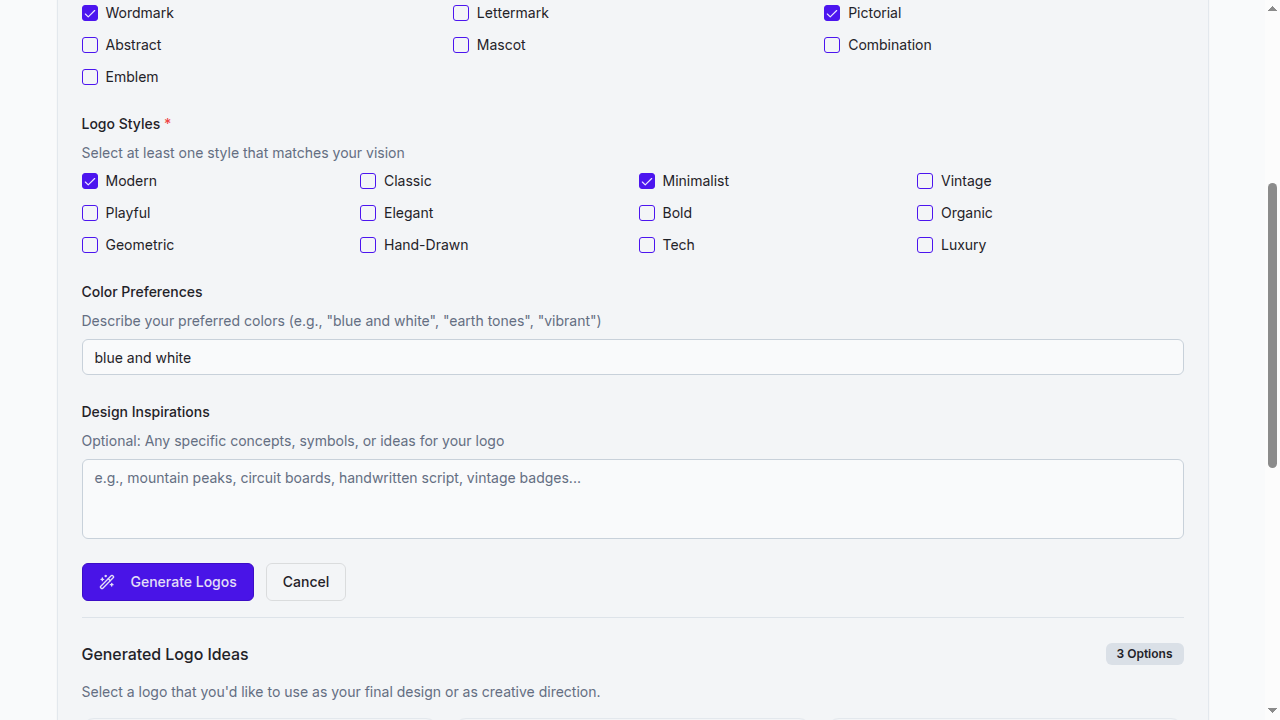 Wordmark
Lettermark
Pictorial
Abstract
Mascot
Combination
Emblem
Logo Styles *
Select at least one style that matches your vision
Modern
Classic
Minimalist
Vintage
Playful
Elegant
Bold
Organic
Geometric
Hand-Drawn
Tech
Luxury
Color Preferences
Describe your preferred colors (e.g., "blue and white", "earth tones", "vibrant")
blue and white
Design Inspirations
Optional: Any specific concepts, symbols, or ideas for your logo
e.g., mountain peaks, circuit boards, handwritten script, vintage badges...
Generate Logos
Cancel
Generated Logo Ideas
3 Options
Select a logo that you'd like to use as your final design or as creative direction.